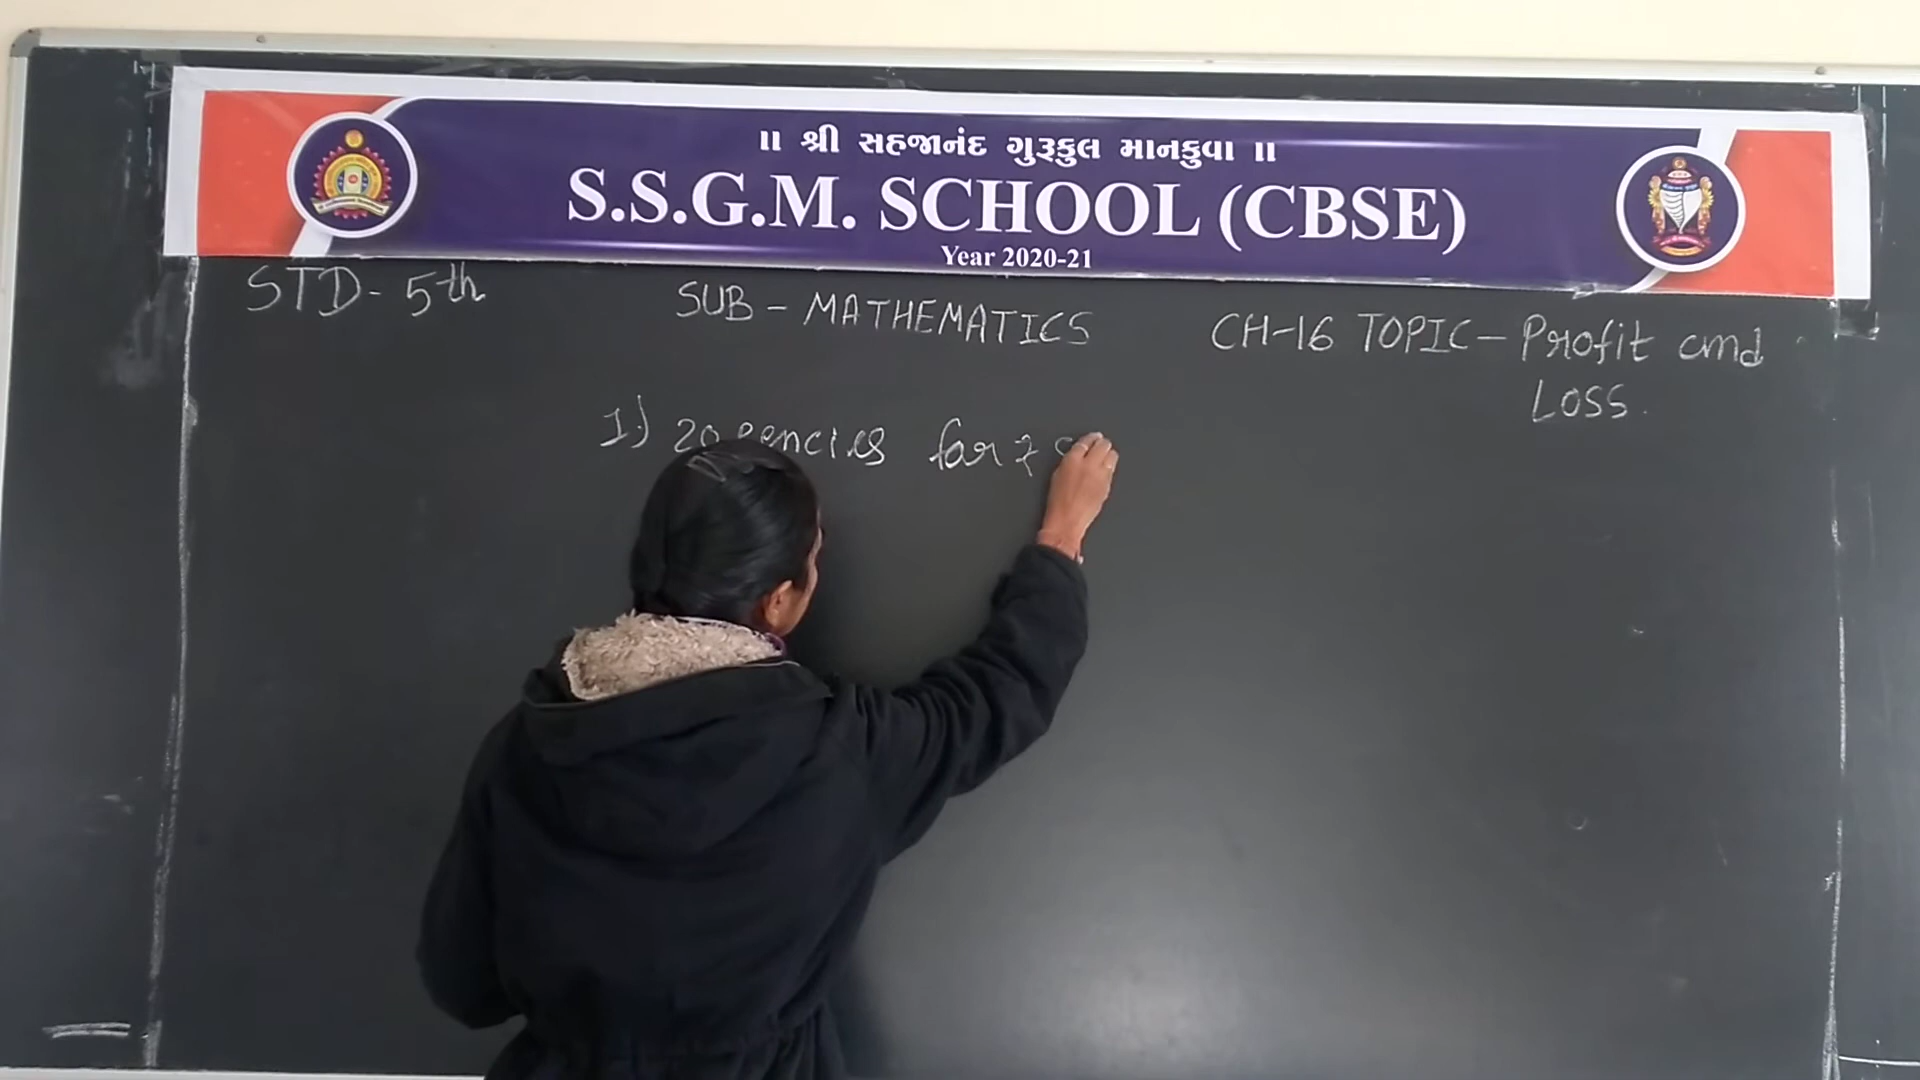 ॥ શ્રી સહજાનંદ ગુરુકુલ માનકુવા ॥
S.S.G.M. SCHOOL (CBSE)
Year 2020-21
STD- 5th
SUB - MATHEMATICS
CH-16 TOPIC - Profit and
Loss.
1.) 20 pencies for ₹